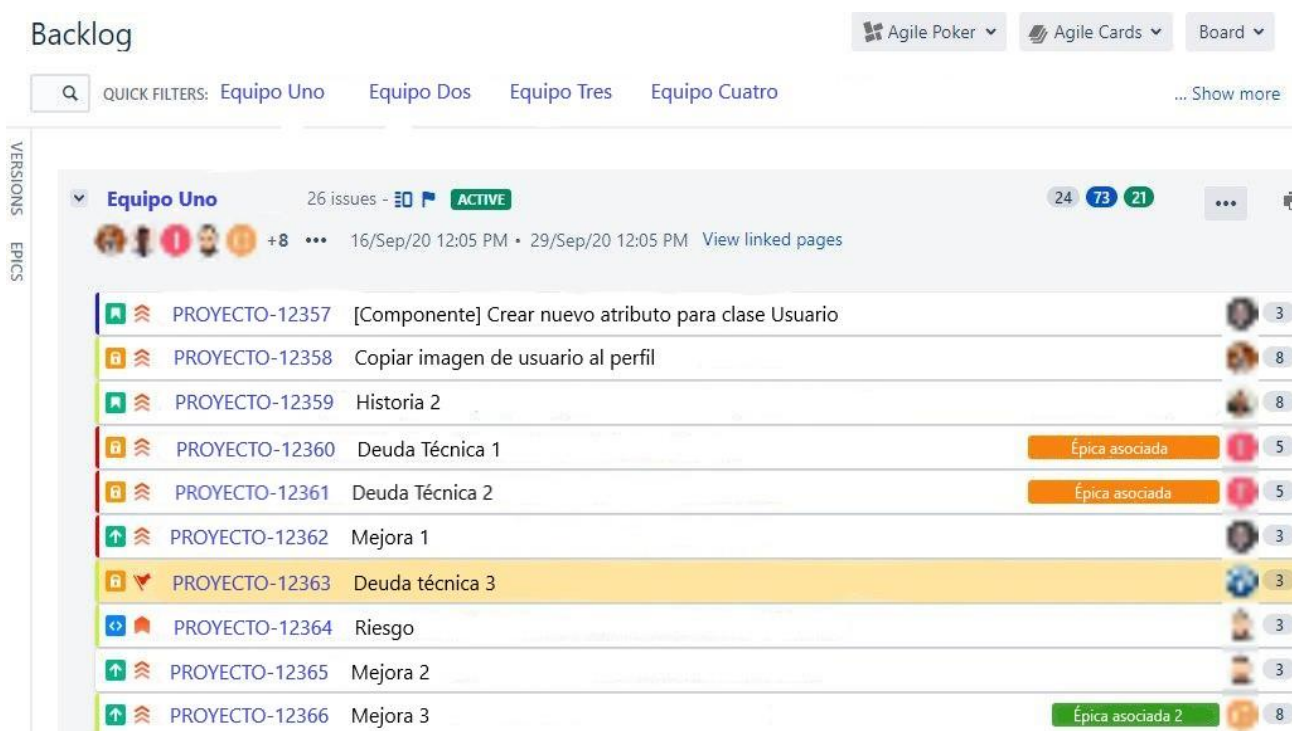 Backlog
Agile Poker
Agile Cards
Board
QUICK FILTERS: Equipo Uno Equipo Dos Equipo Tres Equipo Cuatro ... Show more
VERSIONS
EPICS
Equipo Uno 26 issues - ACTIVE 24 73 21 •••
+8 ••• 16/Sep/20 12:05 PM • 29/Sep/20 12:05 PM View linked pages
PROYECTO-12357 [Componente] Crear nuevo atributo para clase Usuario 3
PROYECTO-12358 Copiar imagen de usuario al perfil 8
PROYECTO-12359 Historia 2 8
PROYECTO-12360 Deuda Técnica 1 Épica asociada 5
PROYECTO-12361 Deuda Técnica 2 Épica asociada 5
PROYECTO-12362 Mejora 1 3
PROYECTO-12363 Deuda técnica 3 3
PROYECTO-12364 Riesgo 3
PROYECTO-12365 Mejora 2 3
PROYECTO-12366 Mejora 3 Épica asociada 2 8